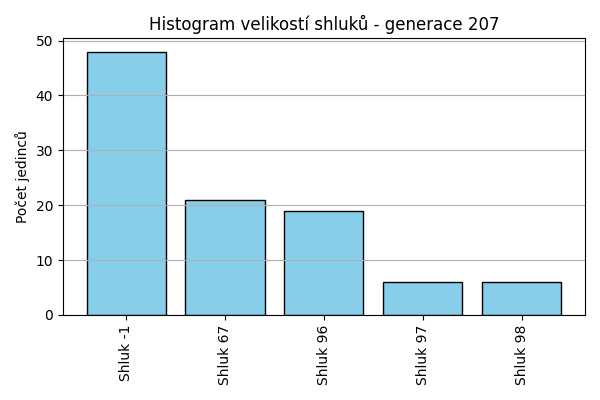 Histogram velikostí shluků - generace 207
Počet jedinců
50
40
30
20
10
0
Shluk -1
Shluk 67
Shluk 96
Shluk 97
Shluk 98